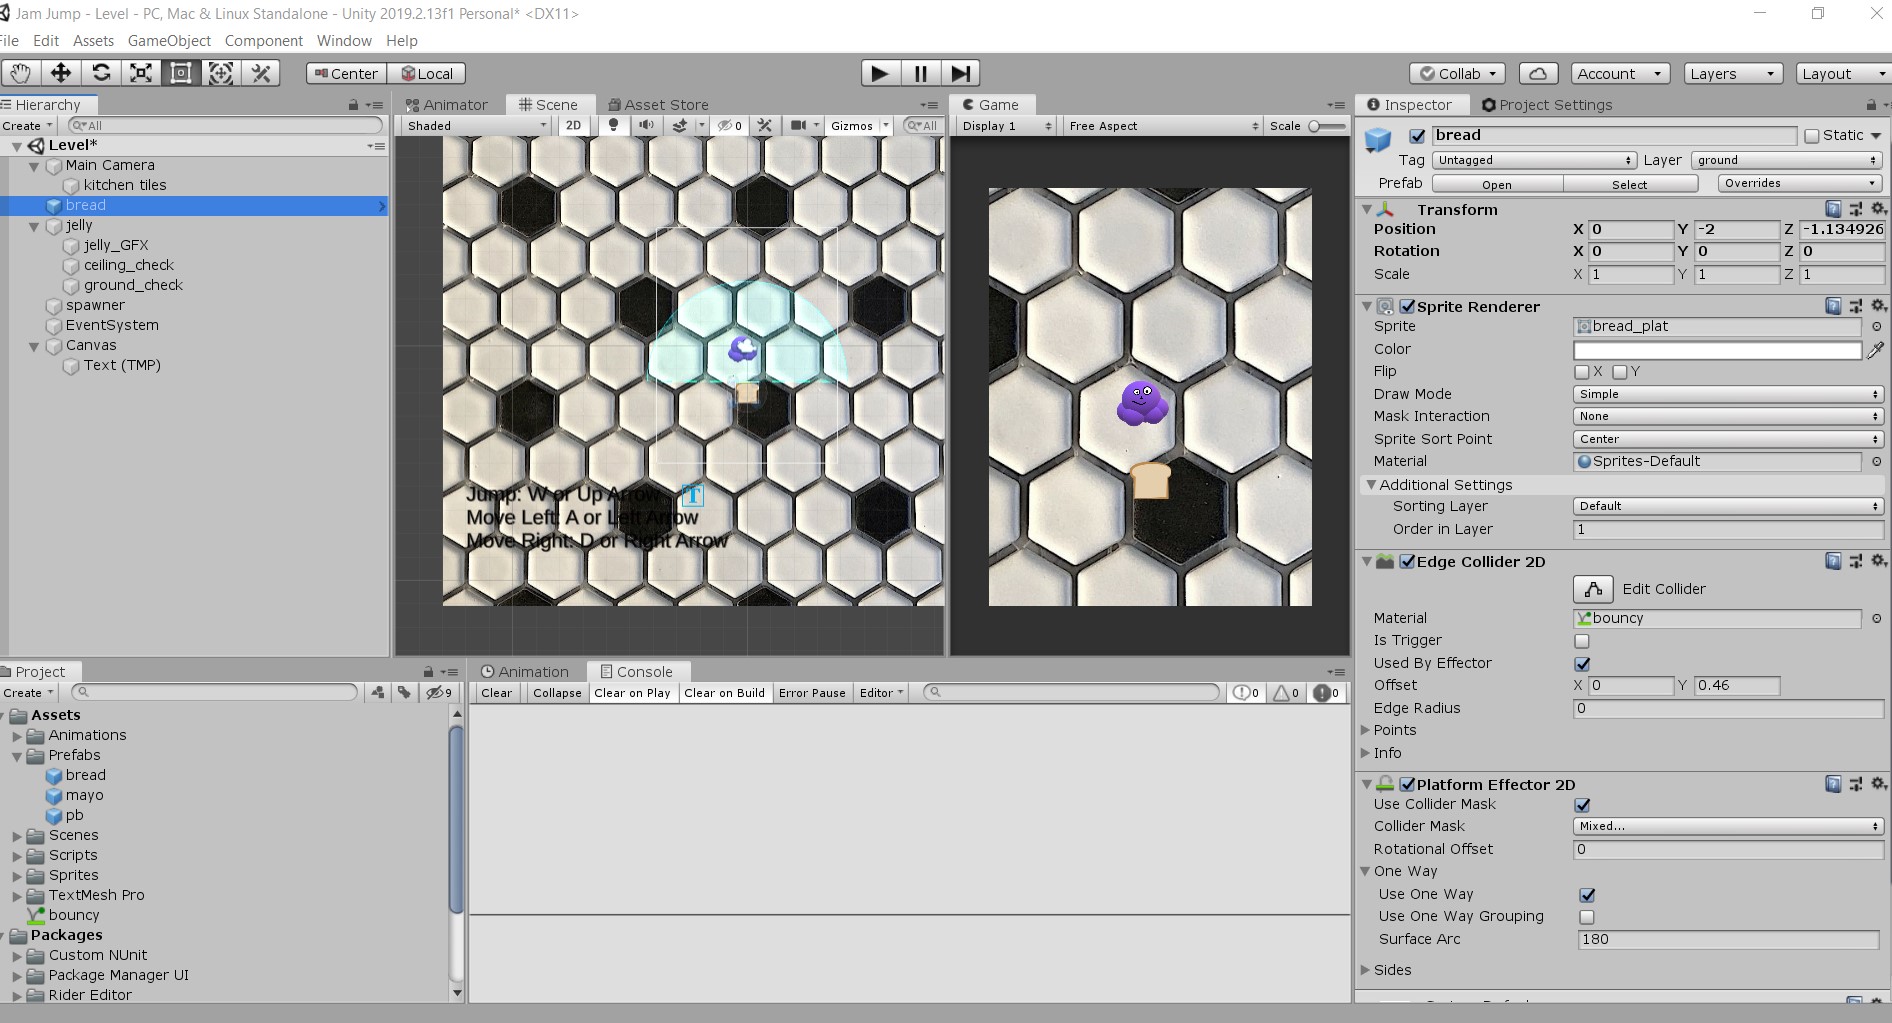 Jam Jump - Level - PC, Mac & Linux Standalone - Unity 2019.2.13f1 Personal* <DX11>
File Edit Assets GameObject Component Window Help
Center Local Collab Account Layers Layout
Hierarchy
Create All
Level*
Main Camera
kitchen tiles
bread
jelly
jelly_GFX
ceiling_check
ground_check
spawner
EventSystem
Canvas
Text (TMP)
Animator Scene Asset Store
Shaded 2D 0 Gizmos All
Jump: W or Up Arrow T
Move Left: A or Left Arrow
Move Right: D or Right Arrow
Game
Display 1 Free Aspect Scale
Inspector Project Settings
bread Static
Tag Untagged Layer ground
Prefab Open Select Overrides
Transform
Position X 0 Y -2 Z -1.134926
Rotation X 0 Y 0 Z 0
Scale X 1 Y 1 Z 1
Sprite Renderer
Sprite bread_plat
Color
Flip X Y
Draw Mode Simple
Mask Interaction None
Sprite Sort Point Center
Material Sprites-Default
Additional Settings
Sorting Layer Default
Order in Layer 1
Edge Collider 2D
Edit Collider
Material bouncy
Is Trigger
Used By Effector
Offset X 0 Y 0.46
Edge Radius 0
Points
Info
Platform Effector 2D
Use Collider Mask
Collider Mask Mixed...
Rotational Offset 0
One Way
Use One Way
Use One Way Grouping
Surface Arc 180
Sides
Project
Create 9
Assets
Animations
Prefabs
bread
mayo
pb
Scenes
Scripts
Sprites
TextMesh Pro
bouncy
Packages
Custom NUnit
Package Manager UI
Rider Editor
Animation Console
Clear Collapse Clear on Play Clear on Build Error Pause Editor 0 0 0